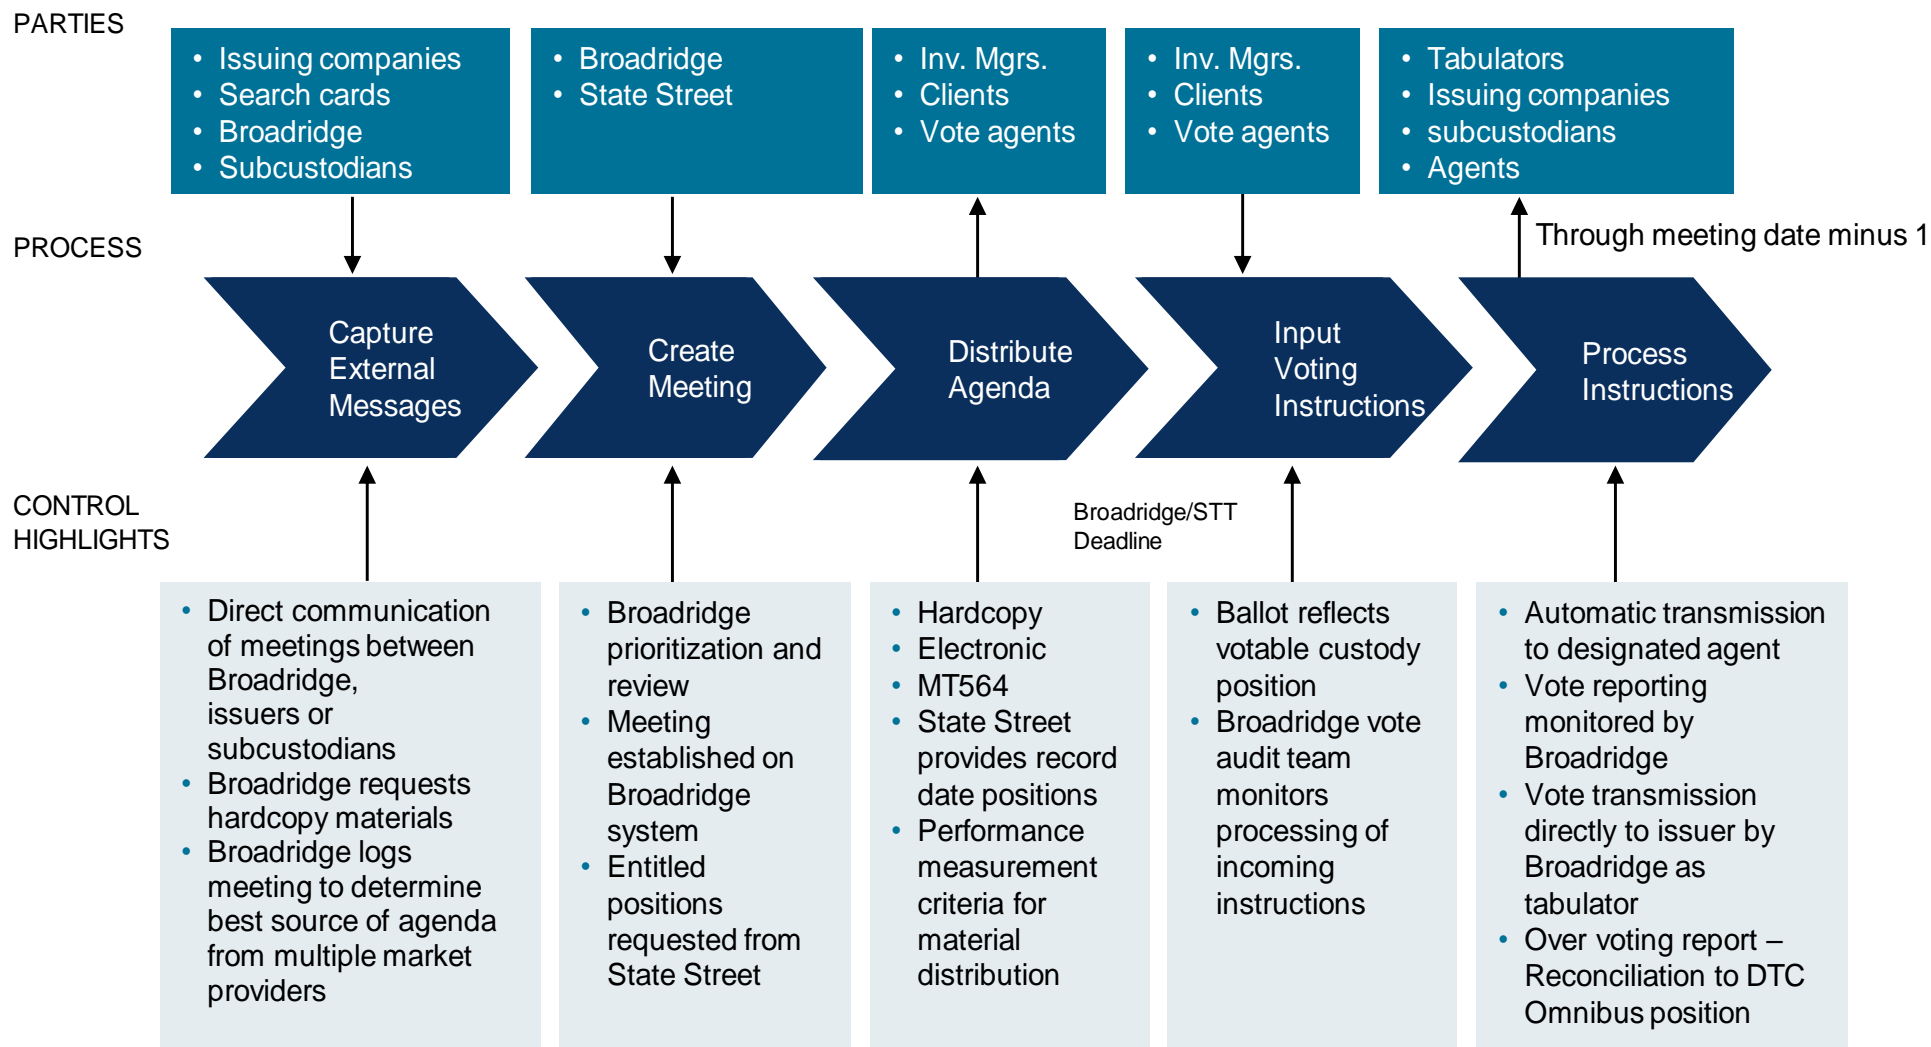 PARTIES
• Issuing companies
• Search cards
• Broadridge
• Subcustodians
• Broadridge
• State Street
• Inv. Mgrs.
• Clients
• Vote agents
• Inv. Mgrs.
• Clients
• Vote agents
• Tabulators
• Issuing companies
• subcustodians
• Agents
PROCESS
Through meeting date minus 1
Capture
External
Messages
Create
Meeting
Distribute
Agenda
Input
Voting
Instructions
Process
Instructions
CONTROL
HIGHLIGHTS
Broadridge/STT
Deadline
• Direct communication
of meetings between
Broadridge,
issuers or
subcustodians
• Broadridge requests
hardcopy materials
• Broadridge logs
meeting to determine
best source of agenda
from multiple market
providers
• Broadridge
prioritization and
review
• Meeting
established on
Broadridge
system
• Entitled
positions
requested from
State Street
• Hardcopy
• Electronic
• MT564
• State Street
provides record
date positions
• Performance
measurement
criteria for
material
distribution
• Ballot reflects
votable custody
position
• Broadridge vote
audit team
monitors
processing of
incoming
instructions
• Automatic transmission
to designated agent
• Vote reporting
monitored by
Broadridge
• Vote transmission
directly to issuer by
Broadridge as
tabulator
• Over voting report –
Reconciliation to DTC
Omnibus position